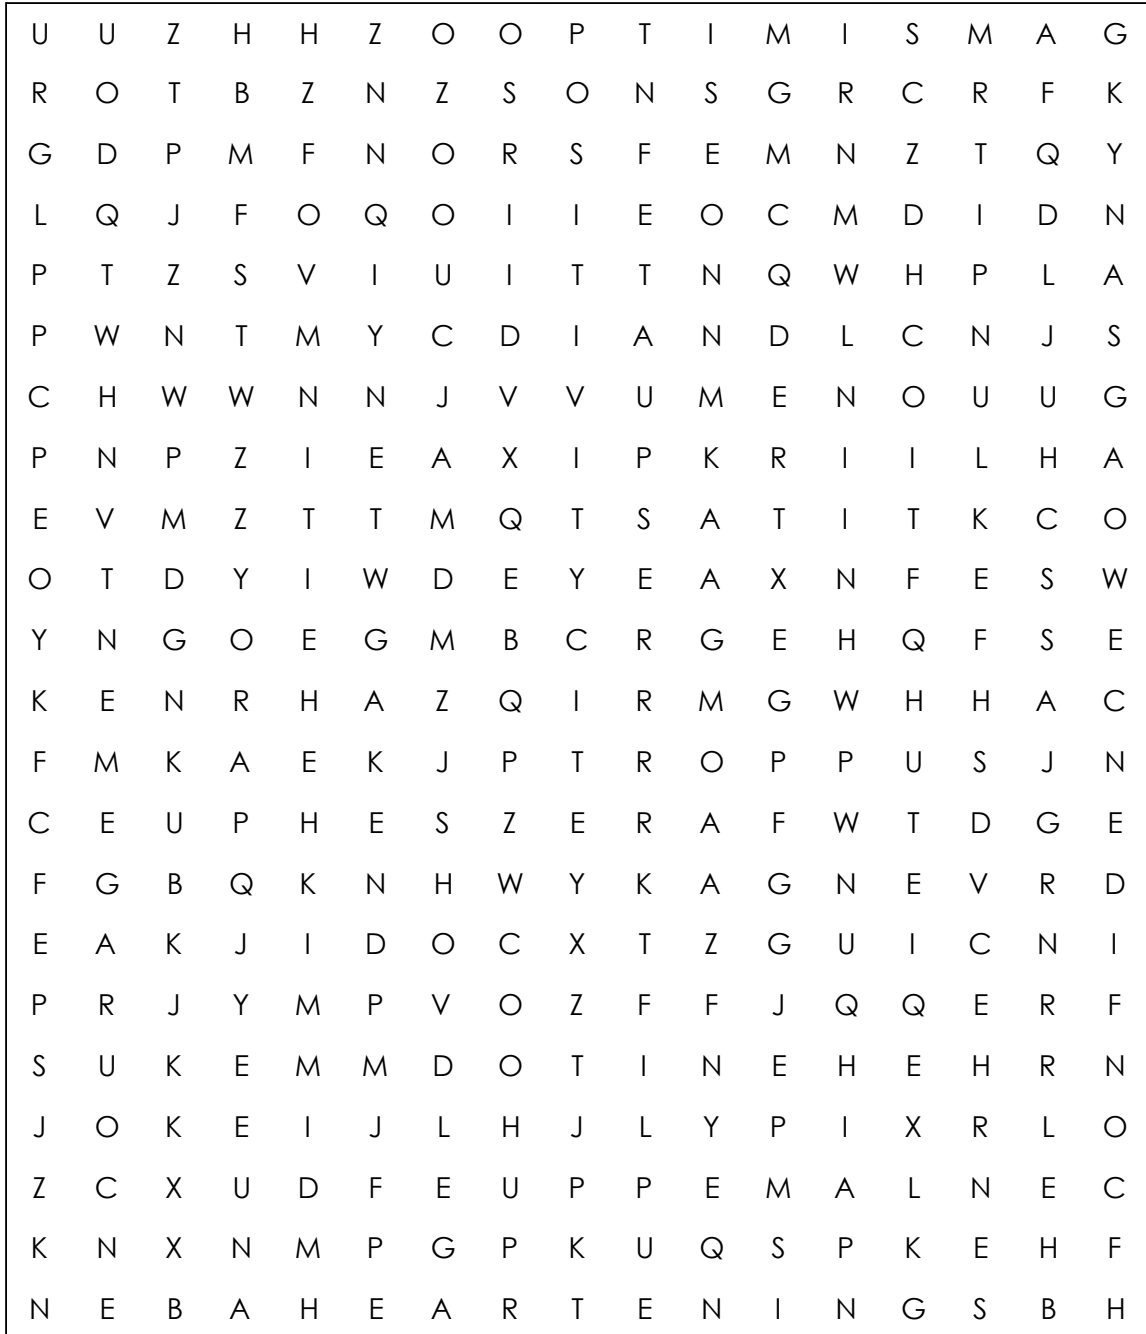 U U Z H H Z O O P T I M I S M A G
R O T B Z N Z S O N S G R C R F K
G D P M F N O R S F E M N Z T Q Y
L Q J F O Q O I I E O C M D I D N
P T Z S V I U I T T N Q W H P L A
P W N T M Y C D I A N D L C N J S
C H W W N N J V V U M E N O U U G
P N P Z I E A X I P K R I I L H A
E V M Z T T M Q T S A T I T K C O
O T D Y I W D E Y E A X N F E S W
Y N G O E G M B C R G E H Q F S E
K E N R H A Z Q I R M G W H H A C
F M K A E K J P T R O P P U S J N
C E U P H E S Z E R A F W T D G E
F G B Q K N H W Y K A G N E V R D
E A K J I D O C X T Z G U I C N I
P R J Y M P V O Z F F J Q Q E R F
S U K E M M D O T I N E H E H R N
J O K E I J L H J L Y P I X R L O
Z C X U D F E U P P E M A L N E C
K N X N M P G P K U Q S P K E H F
N E B A H E A R T E N I N G S B H